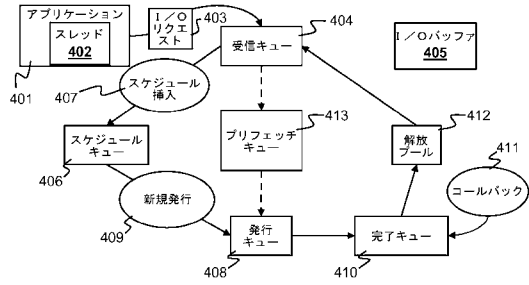 アプリケーション
スレッド
402
401
Ｉ／Ｏ
リクエスト
403
受信キュー
404
Ｉ／Ｏバッファ
405
407
スケジュール
挿入
スケジュール
キュー
406
プリフェッチ
キュー
413
解放
プール
412
411
コールバック
新規発行
409
発行
キュー
408
完了キュー
410